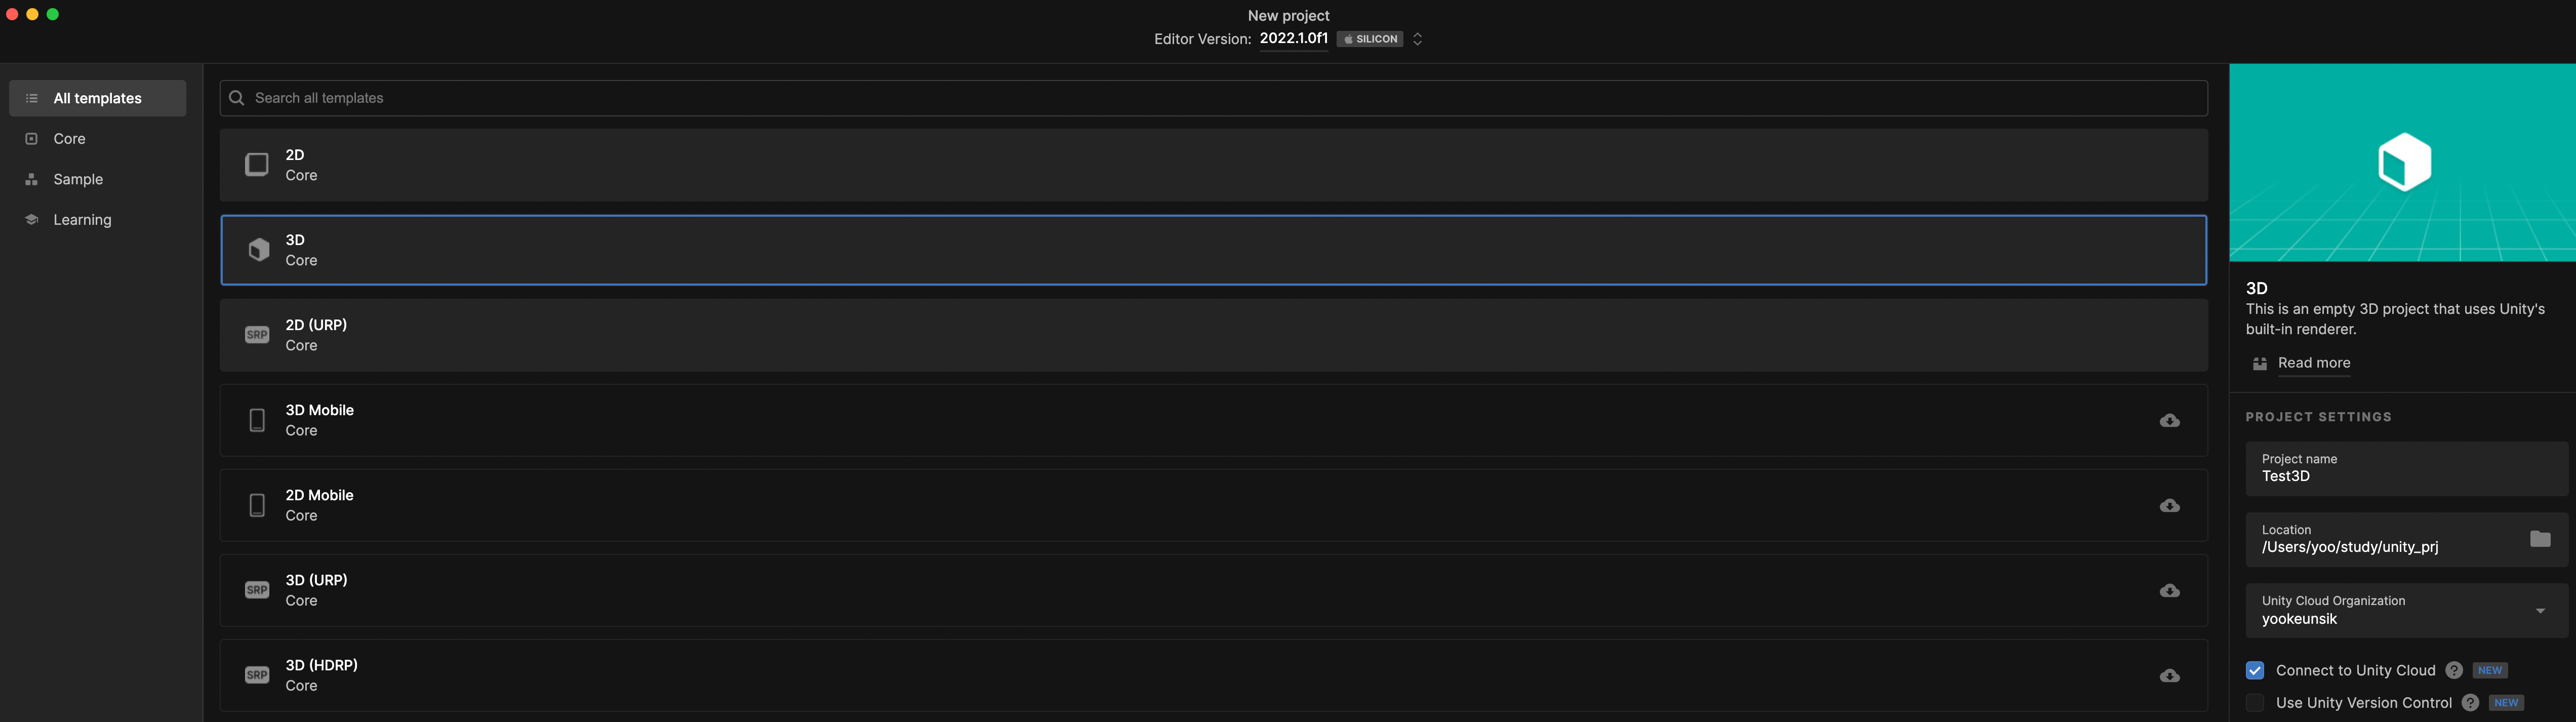 New project
Editor Version: 2022.1.0f1 SILICON
All templates
Core
Sample
Learning
Search all templates
2D
Core
3D
Core
SRP
2D (URP)
Core
3D Mobile
Core
2D Mobile
Core
SRP
3D (URP)
Core
SRP
3D (HDRP)
Core
3D
This is an empty 3D project that uses Unity's
built-in renderer.
Read more
PROJECT SETTINGS
Project name
Test3D
Location
/Users/yoo/study/unity_prj
Unity Cloud Organization
yookeunsik
Connect to Unity Cloud ? NEW
Use Unity Version Control ? NEW